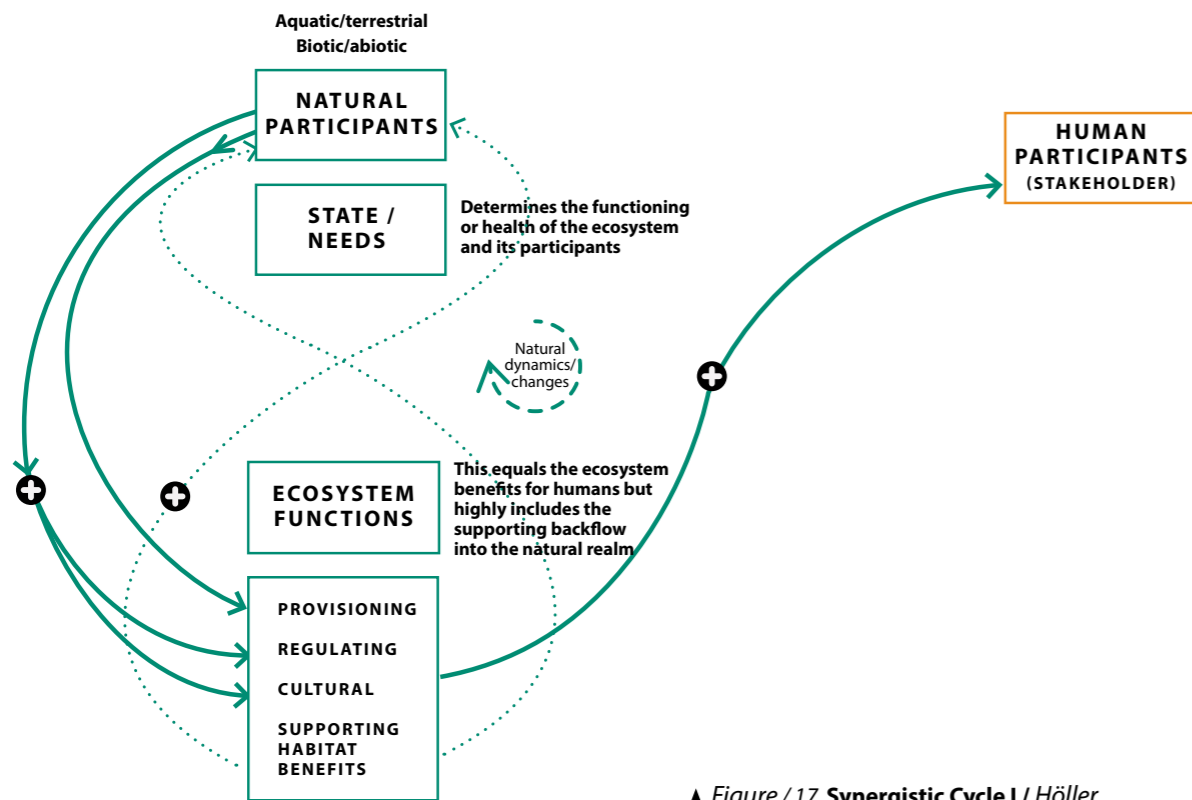 Aquatic/terrestrial
Biotic/abiotic
NATURAL
PARTICIPANTS
HUMAN
PARTICIPANTS
(STAKEHOLDER)
STATE /
NEEDS
Determines the functioning
or health of the ecosystem
and its participants
Natural
dynamics/
changes
ECOSYSTEM
FUNCTIONS
This equals the ecosystem
benefits for humans but
highly includes the
supporting backflow
into the natural realm
PROVISIONING
REGULATING
CULTURAL
SUPPORTING
HABITAT
BENEFITS
Figure / 17 Synergistic Cycle I / Höller